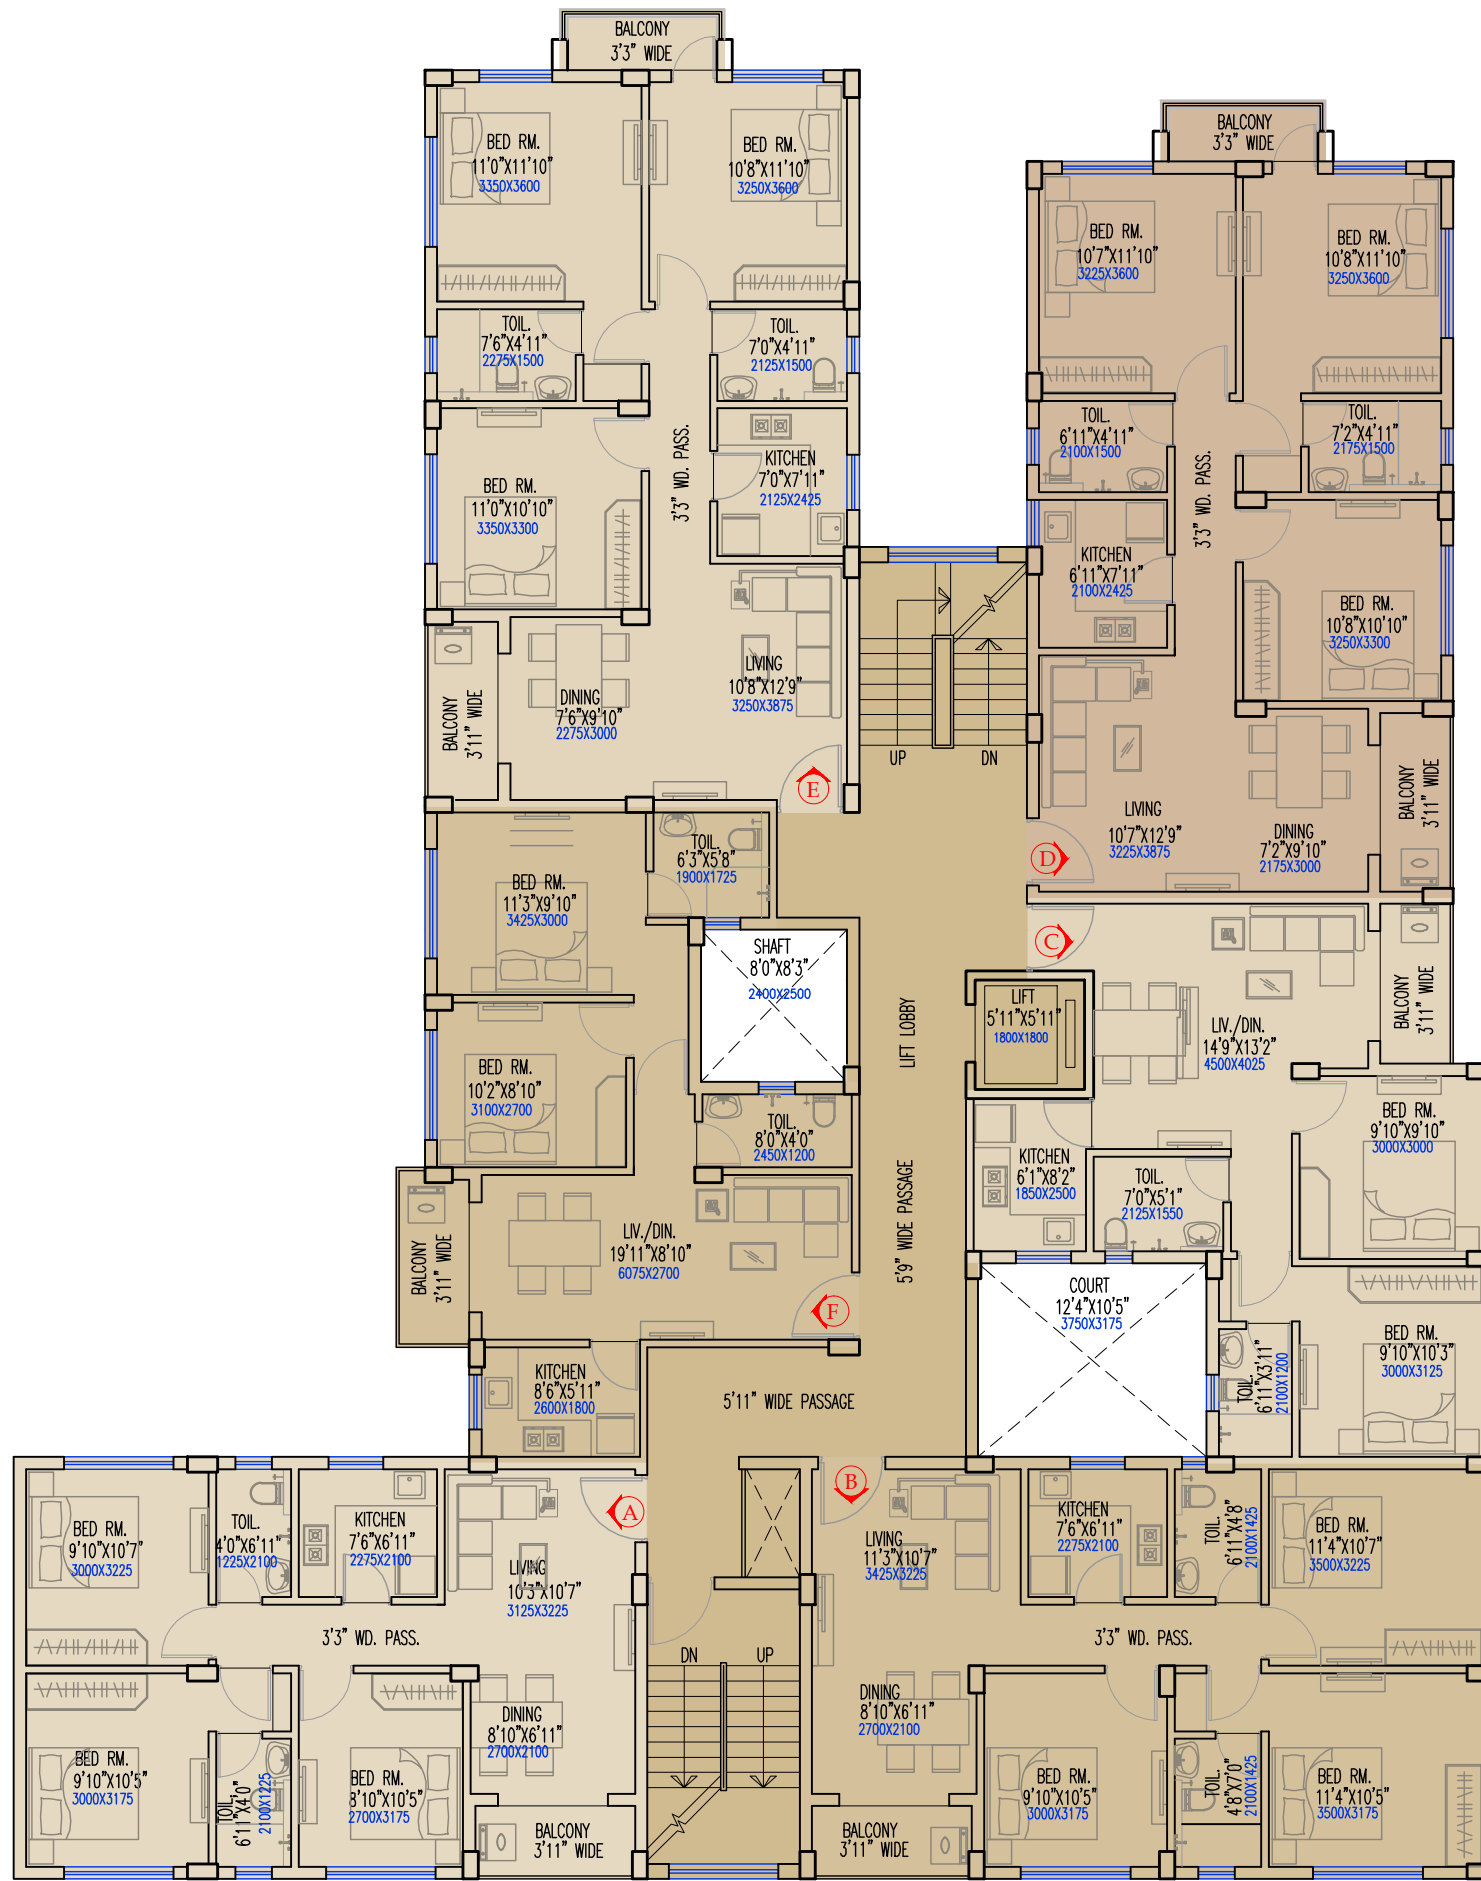 BALCONY
3'3" WIDE
BED RM.
11'0"X11'10"
3350X3600
BED RM.
10'8"X11'10"
3250X3600
TOIL.
7'6"X4'11"
2275X1500
TOIL.
7'0"X4'11"
2125X1500
BED RM.
11'0"X10'10"
3350X3300
3'3" WD. PASS.
KITCHEN
7'0"X7'11"
2125X2425
BALCONY
3'11" WIDE
DINING
7'6"X9'10"
2275X3000
LIVING
10'8"X12'9"
3250X3875
E
UP
DN
BALCONY
3'3" WIDE
BED RM.
10'7"X11'10"
3225X3600
BED RM.
10'8"X11'10"
3250X3600
TOIL.
6'11"X4'11"
2100X1500
TOIL.
7'2"X4'11"
2175X1500
3'3" WD. PASS.
KITCHEN
6'11"X7'11"
2100X2425
BED RM.
10'8"X10'10"
3250X3300
LIVING
10'7"X12'9"
3225X3875
DINING
7'2"X9'10"
2175X3000
BALCONY
3'11" WIDE
D
C
BED RM.
11'3"X9'10"
3425X3000
TOIL.
6'3"X5'8"
1900X1725
SHAFT
8'0"X8'3"
2400X2500
BED RM.
10'2"X8'10"
3100X2700
TOIL.
8'0"X4'0"
2450X1200
BALCONY
3'11" WIDE
LIV./DIN.
19'11"X8'10"
6075X2700
F
KITCHEN
8'6"X5'11"
2600X1800
LIFT LOBBY
5'9" WIDE PASSAGE
5'11" WIDE PASSAGE
LIFT
5'11"X5'11"
1800X1800
LIV./DIN.
14'9"X13'2"
4500X4025
BALCONY
3'11" WIDE
BED RM.
9'10"X9'10"
3000X3000
KITCHEN
6'1"X8'2"
1850X2500
TOIL.
7'0"X5'1"
2125X1550
COURT
12'4"X10'5"
3750X3175
TOIL.
6'11"X3'11"
2100X1200
BED RM.
9'10"X10'3"
3000X3125
BED RM.
9'10"X10'7"
3000X3225
TOIL.
4'0"X6'11"
1225X2100
KITCHEN
7'6"X6'11"
2275X2100
A
LIVING
10'3"X10'7"
3125X3225
3'3" WD. PASS.
DINING
8'10"X6'11"
2700X2100
BED RM.
9'10"X10'5"
3000X3175
TOIL.
6'11"X4'0"
2100X1225
BED RM.
8'10"X10'5"
2700X3175
BALCONY
3'11" WIDE
DN
UP
B
LIVING
11'3"X10'7"
3425X3225
KITCHEN
7'6"X6'11"
2275X2100
TOIL.
6'11"X4'8"
2100X1425
BED RM.
11'4"X10'7"
3500X3225
3'3" WD. PASS.
DINING
8'10"X6'11"
2700X2100
BED RM.
9'10"X10'5"
3000X3175
TOIL.
4'8"X7'0"
2100X1425
BED RM.
11'4"X10'5"
3500X3175
BALCONY
3'11" WIDE